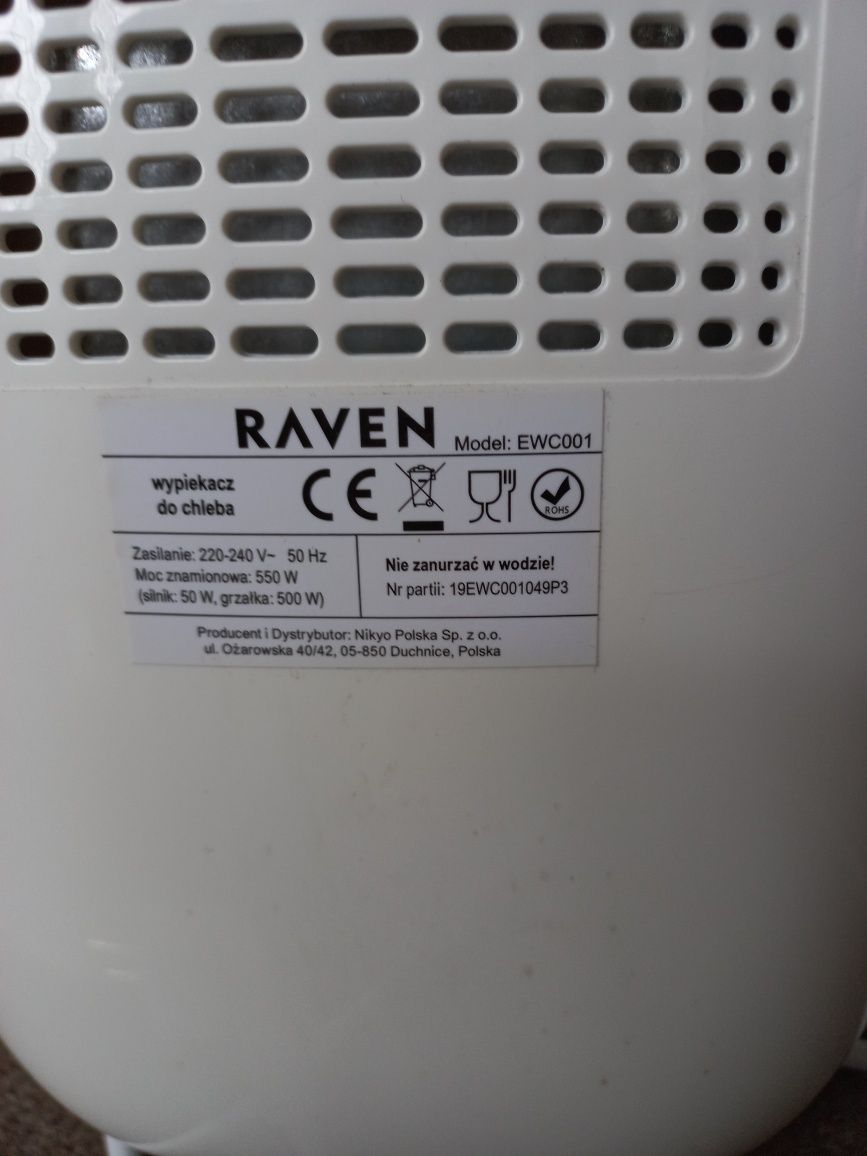 RAVEN Model: EWC001
wypiekacz
do chleba
CE
ROHS
Zasilanie: 220-240 V~ 50 Hz
Moc znamionowa: 550 W
(silnik: 50 W, grzałka: 500 W)
Nie zanurzać w wodzie!
Nr partii: 19EWC001049P3
Producent i Dystrybutor: Nikyo Polska Sp. z o.o.
ul. Ożarowska 40/42, 05-850 Duchnice, Polska